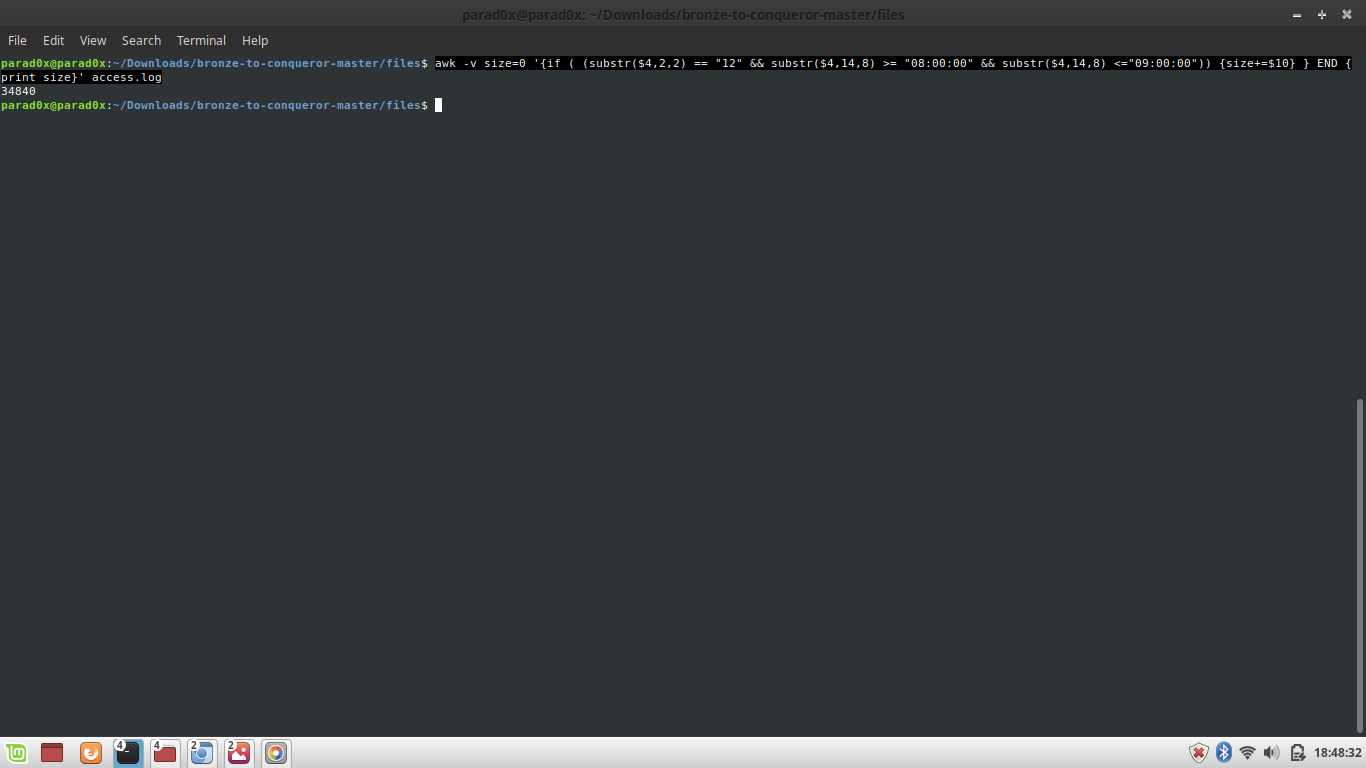 parad0x@parad0x: ~/Downloads/bronze-to-conqueror-master/files
File Edit View Search Terminal Help
parad0x@parad0x:~/Downloads/bronze-to-conqueror-master/files$ awk -v size=0 '{if ( (substr($4,2,2) == "12" && substr($4,14,8) >= "08:00:00" && substr($4,14,8) <="09:00:00")) {size+=$10} } END {
print size}' access.log
34840
parad0x@parad0x:~/Downloads/bronze-to-conqueror-master/files$
4 4 2 2 18:48:32